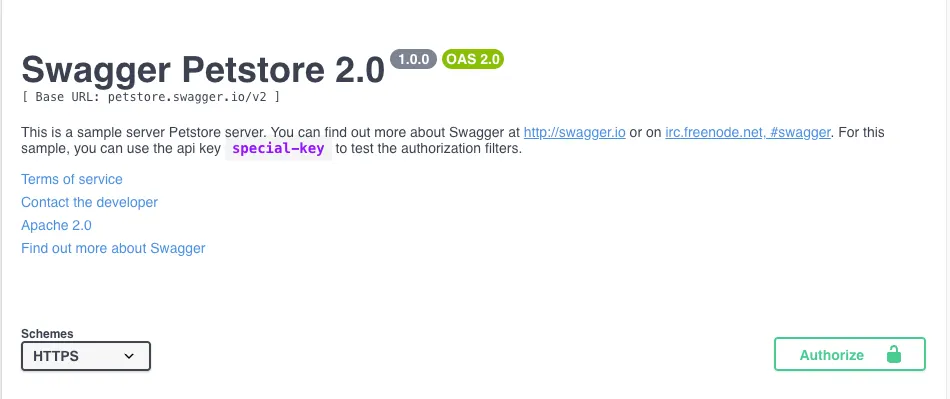 Swagger Petstore 2.0 1.0.0 OAS 2.0
[ Base URL: petstore.swagger.io/v2 ]
This is a sample server Petstore server. You can find out more about Swagger at http://swagger.io or on irc.freenode.net, #swagger. For this
sample, you can use the api key special-key to test the authorization filters.
Terms of service
Contact the developer
Apache 2.0
Find out more about Swagger
Schemes
HTTPS
Authorize